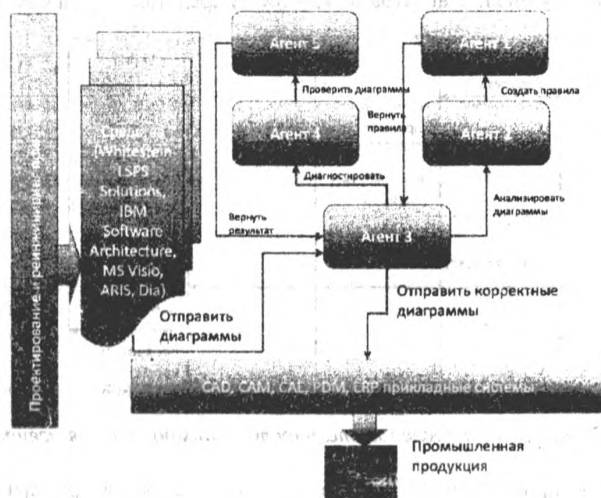 Агент 5
Агент 1
Проверить диаграммы
Создать правила
Вернуть
правила
Агент 4
Агент 2
(Whitestein
LSPS
Solutions,
IBM
Software
Architecture,
MS Visio,
ARIS, Dia)
Диагностировать
Анализировать
диаграммы
Вернуть
результат
Агент 3
Проектирование и реинжиниринг
Отправить
диаграммы
Отправить корректные
диаграммы
CAD, CAM, CAE, PDM, ERP прикладные системы
Промышленная
продукция